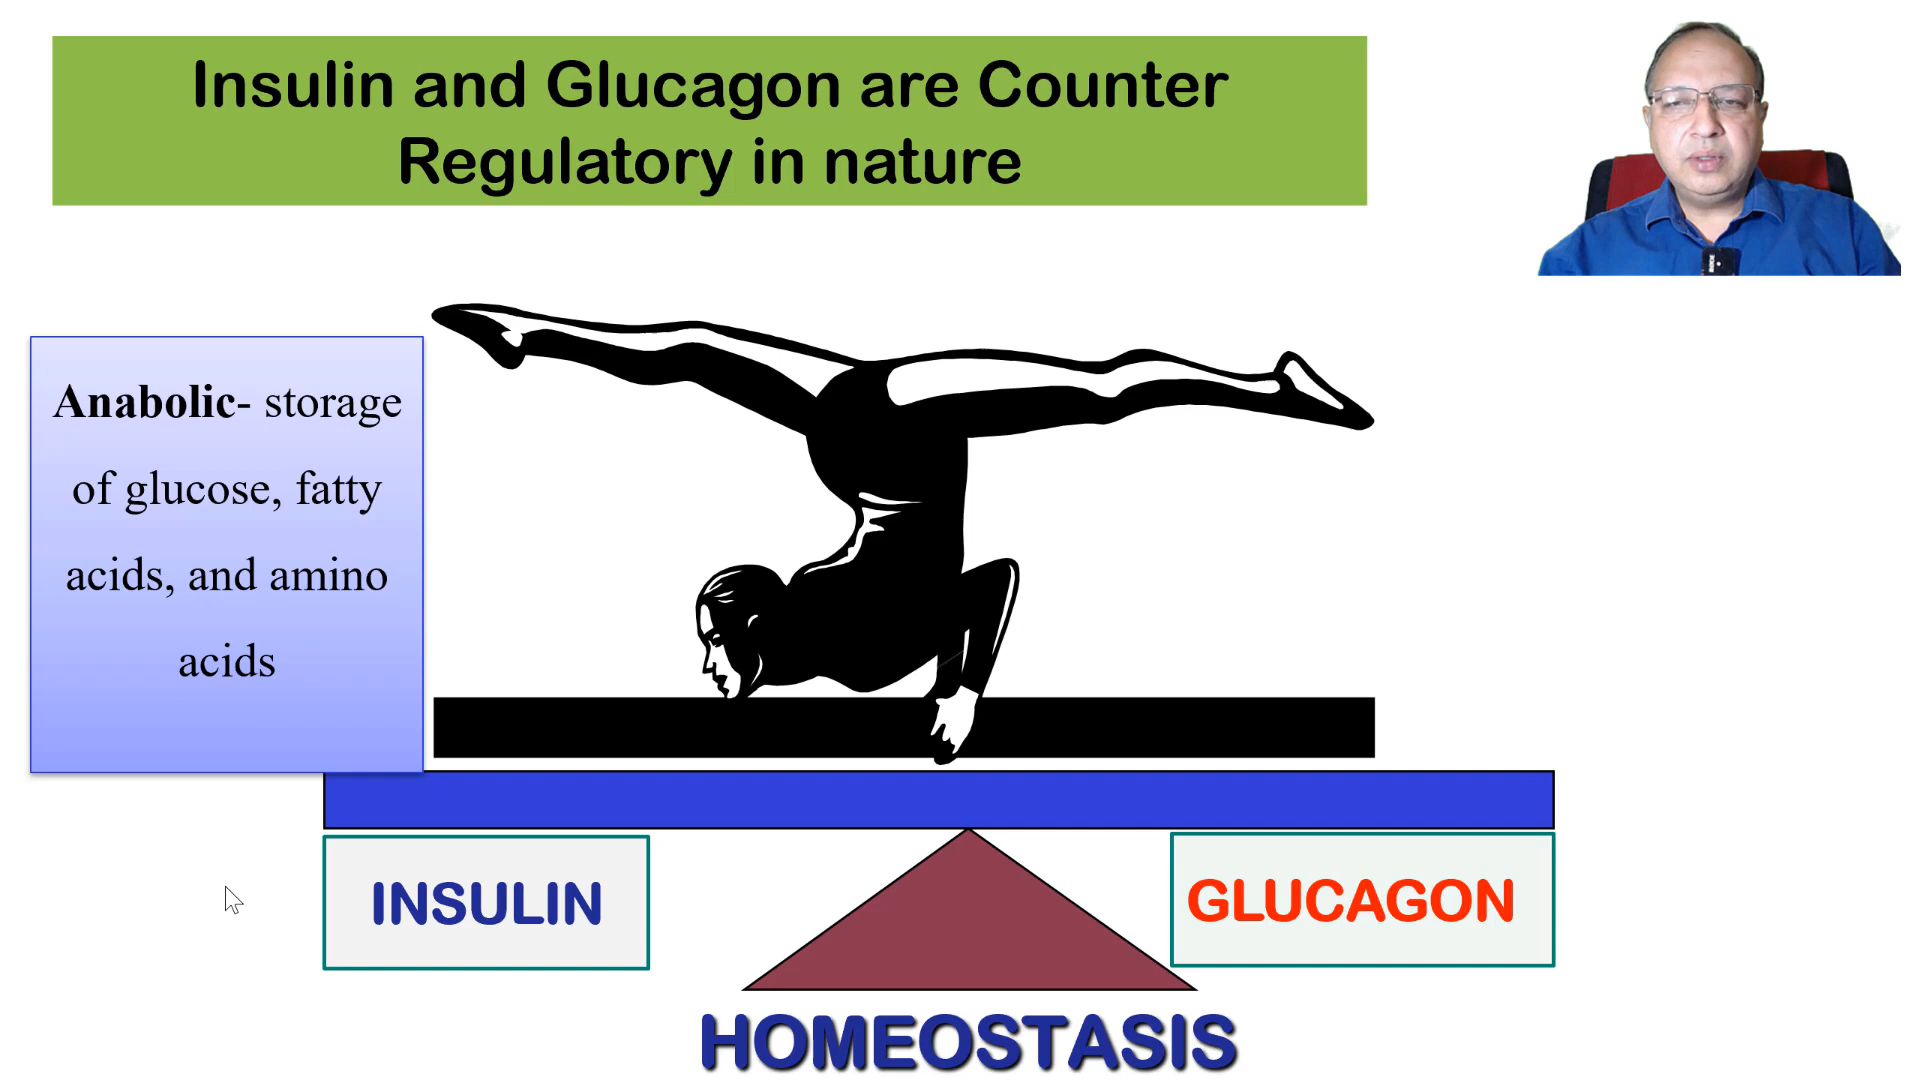 Insulin and Glucagon are Counter
Regulatory in nature
Anabolic- storage
of glucose, fatty
acids, and amino
acids
INSULIN
GLUCAGON
HOMEOSTASIS